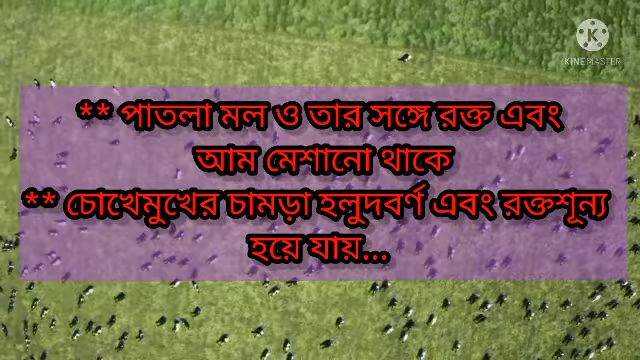 KINEMASTER
** পাতলা মল ও তার সঙ্গে রক্ত এবং
আম মেশানো থাকে
** চোখেমুখের চামড়া হলুদবর্ণ এবং রক্তশূন্য
হয়ে যায়...